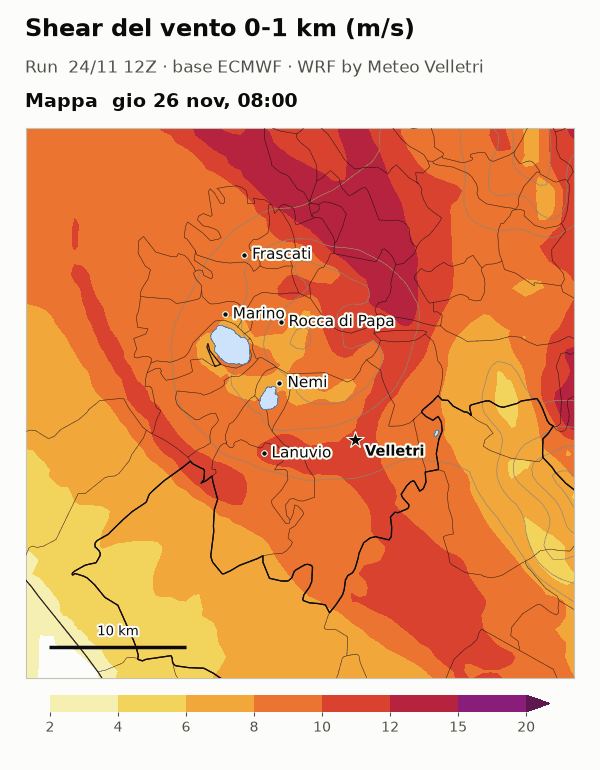 Shear del vento 0-1 km (m/s)
Run  24/11 12Z · base ECMWF · WRF by Meteo Velletri
Mappa  gio 26 nov, 08:00
Frascati
Marino
Rocca di Papa
Nemi
Velletri
Lanuvio
10 km
2 4 6 8 10 12 15 20